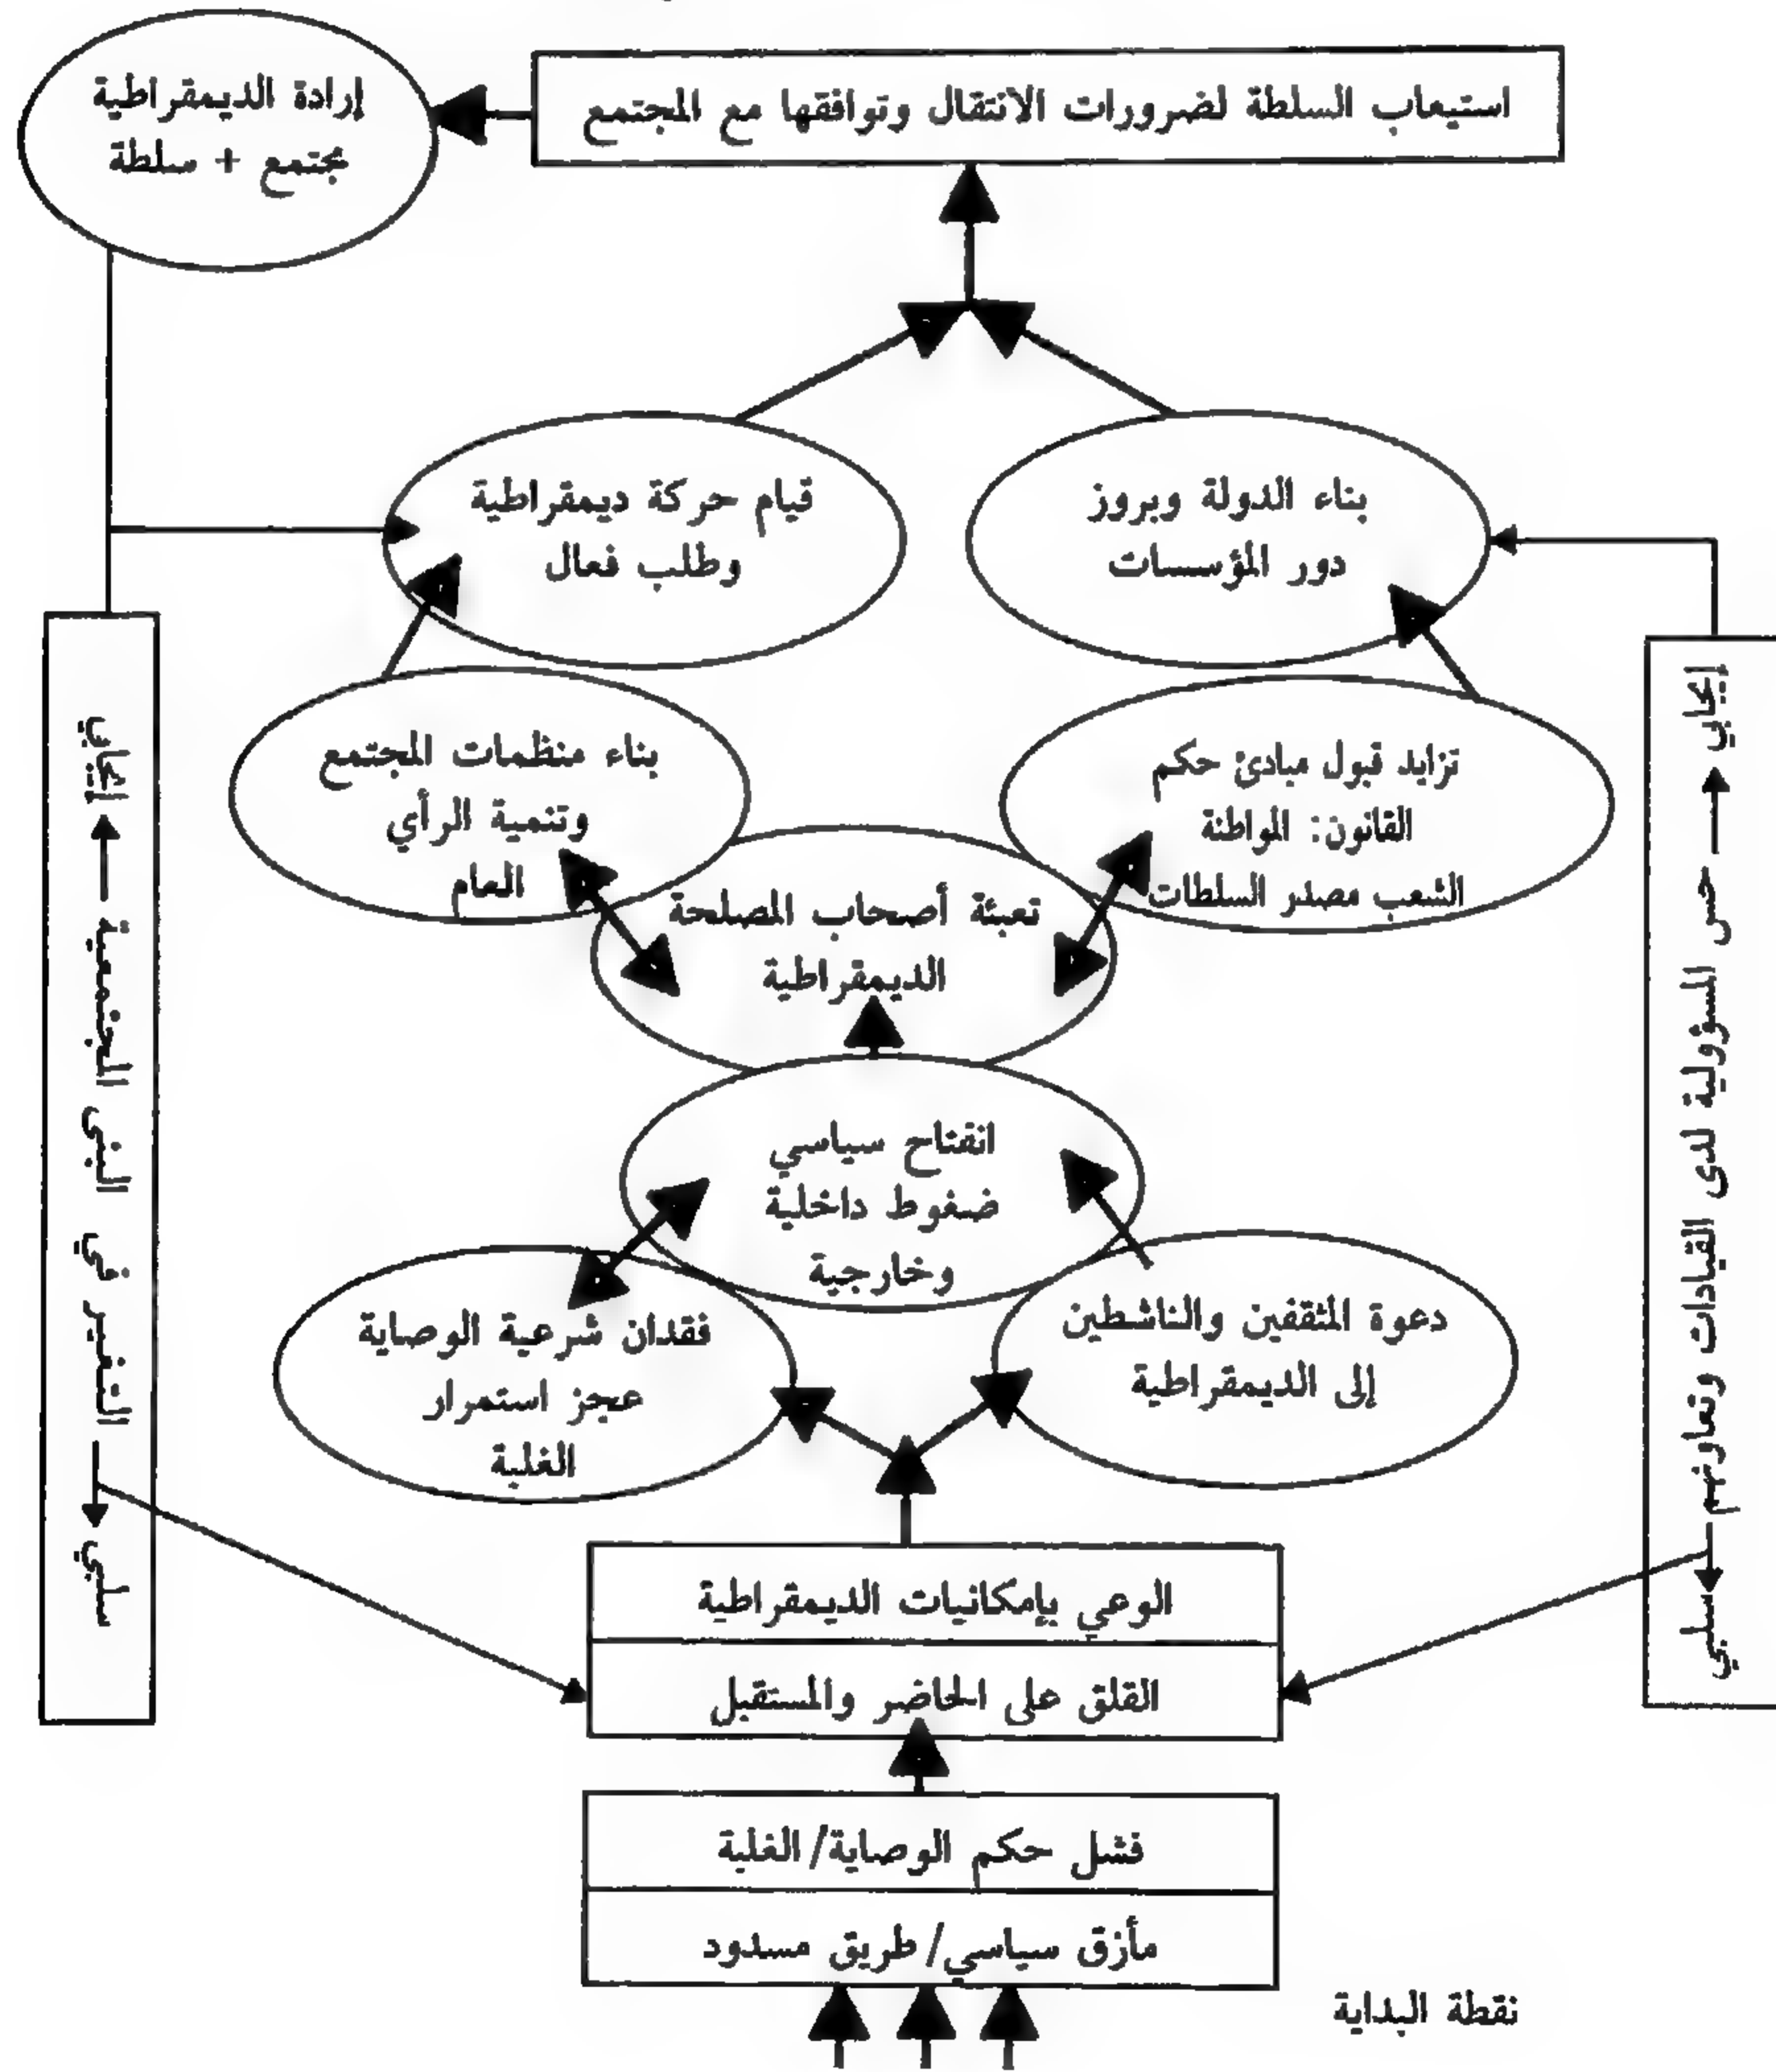 استيعاب السلطة لضرورات الانتقال وتوافقها مع المجتمع
إرادة الديمقراطية
مجتمع + سلطة
بناء الدولة وبروز
دور المؤسسات
قيام حركة ديمقراطية
وطلب فعال
تزايد قبول مبادئ حكم
القانون: المواطنة
الشعب مصدر السلطات
بناء منظمات المجتمع
وتنمية الرأي
العام
تعبئة أصحاب المصلحة
الديمقراطية
انفتاح سياسي
ضغوط داخلية
وخارجية
دعوة المثقفين والناشطين
إلى الديمقراطية
فقدان شرعية الوصاية
عجز استمرار
الغلبة
إيجابي ← حس المسؤولية لدى القيادات وتعاونهم → سلبي
إيجابي ← التغير في البنى المجتمعية → سلبي
الوعي بإمكانيات الديمقراطية
القلق على الحاضر والمستقبل
فشل حكم الوصاية/الغلبة
مأزق سياسي/طريق مسدود
نقطة البداية